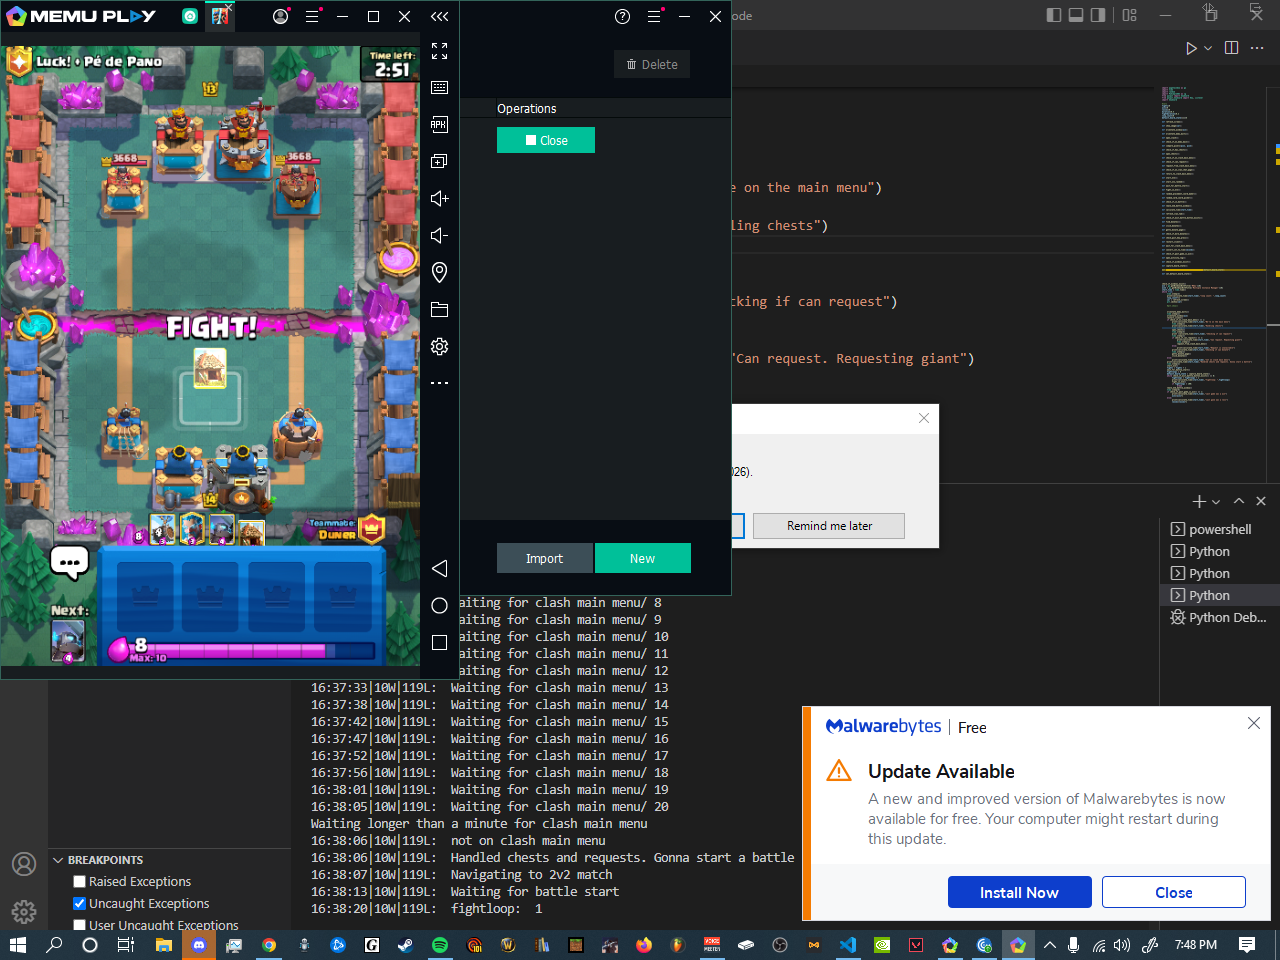 MEMU PLAY
Luck! + Pé de Pano
Time left:
2:51
13
3668
3668
FIGHT!
14
8
4
4
Teammate:
Duner
Next:
4
8
Max: 10
APK
Delete
Operations
Close
Import
New
ode
e on the main menu")
ling chests")
cking if can request")
"Can request. Requesting giant")
026).
Remind me later
powershell
Python
Python
Python
Python Deb...
aiting for clash main menu/ 8
aiting for clash main menu/ 9
aiting for clash main menu/ 10
aiting for clash main menu/ 11
aiting for clash main menu/ 12
16:37:33|10W|119L:  Waiting for clash main menu/ 13
16:37:38|10W|119L:  Waiting for clash main menu/ 14
16:37:42|10W|119L:  Waiting for clash main menu/ 15
16:37:47|10W|119L:  Waiting for clash main menu/ 16
16:37:52|10W|119L:  Waiting for clash main menu/ 17
16:37:56|10W|119L:  Waiting for clash main menu/ 18
16:38:01|10W|119L:  Waiting for clash main menu/ 19
16:38:05|10W|119L:  Waiting for clash main menu/ 20
Waiting longer than a minute for clash main menu
16:38:06|10W|119L:  not on clash main menu
16:38:06|10W|119L:  Handled chests and requests. Gonna start a battle
16:38:07|10W|119L:  Navigating to 2v2 match
16:38:13|10W|119L:  Waiting for battle start
16:38:20|10W|119L:  fightloop:  1
BREAKPOINTS
Raised Exceptions
Uncaught Exceptions
User Uncaught Exceptions
Malwarebytes | Free
Update Available
A new and improved version of Malwarebytes is now
available for free. Your computer might restart during
this update.
Install Now
Close
7:48 PM